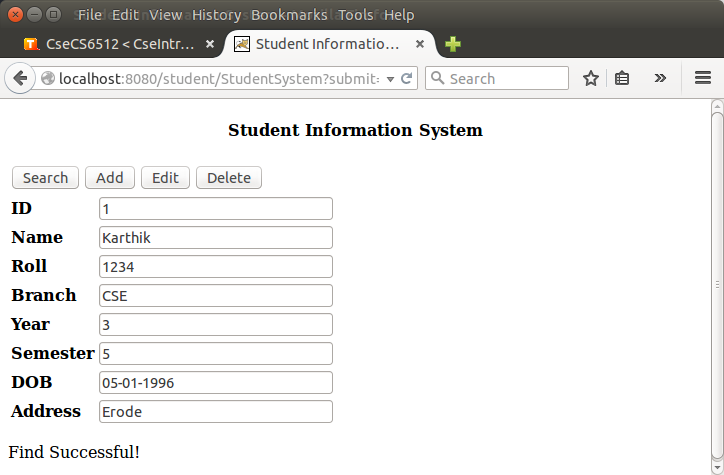 File Edit View History Bookmarks Tools Help
CseCS6512 < CseIntr... Student Informatio...
localhost:8080/student/StudentSystem?submit= Search
Student Information System
Search Add Edit Delete
ID 1
Name Karthik
Roll 1234
Branch CSE
Year 3
Semester 5
DOB 05-01-1996
Address Erode
Find Successful!